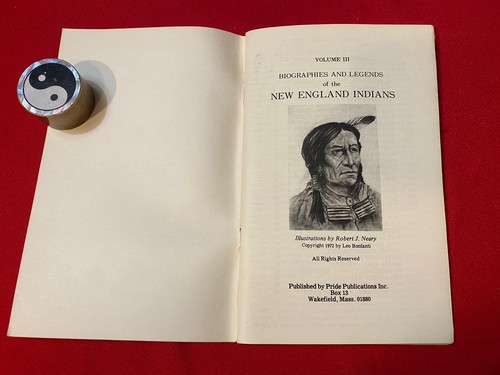 VOLUME III
BIOGRAPHIES AND LEGENDS
of the
NEW ENGLAND INDIANS
Illustrations by Robert J. Neary
Copyright 1972 by Leo Bonfanti
All Rights Reserved
Published by Pride Publications Inc.
Box 13
Wakefield, Mass. 01880